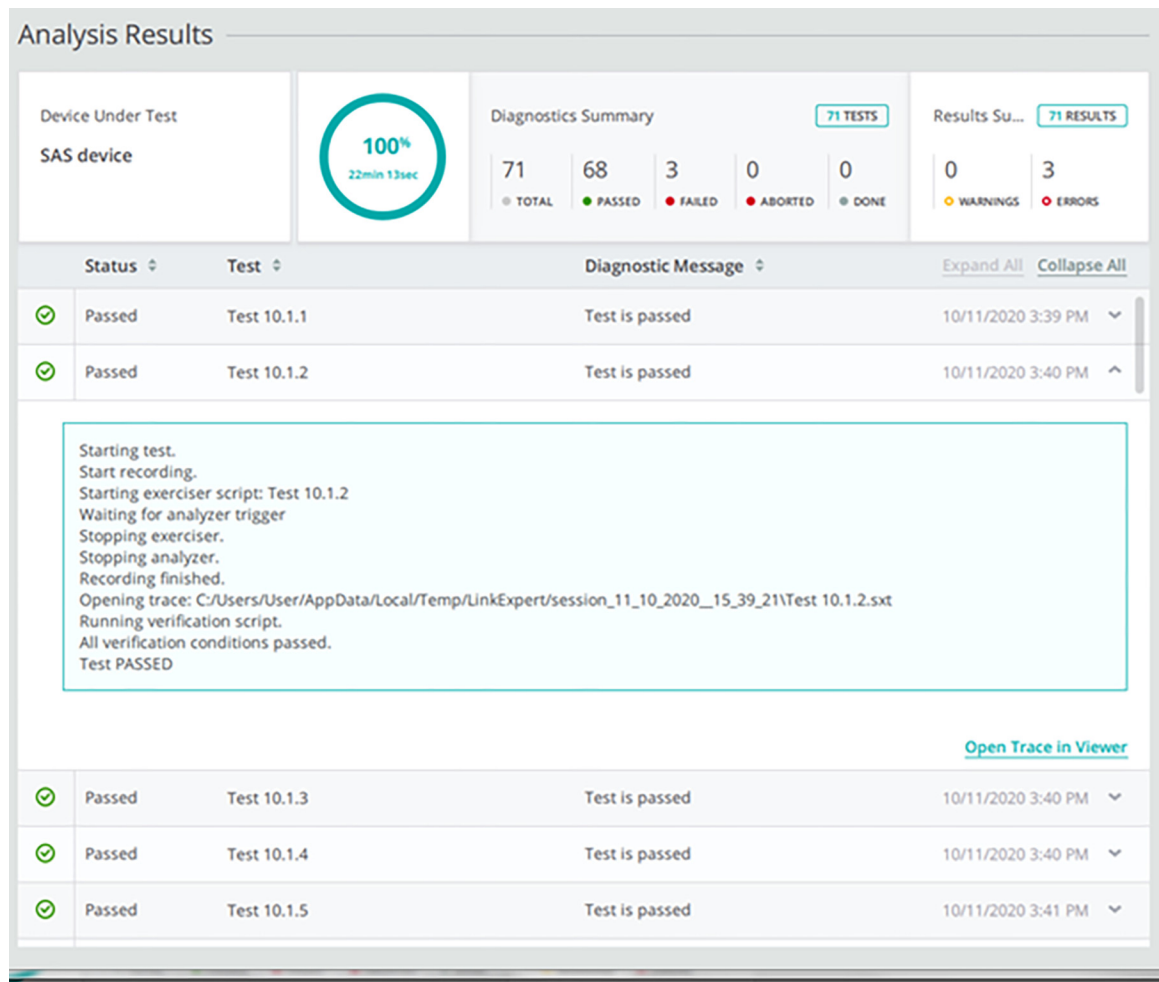 Analysis Results
Device Under Test
SAS device
100%
22min 13sec
Diagnostics Summary
71 TESTS
71
TOTAL
68
PASSED
3
FAILED
0
ABORTED
0
DONE
Results Su...
71 RESULTS
0
WARNINGS
3
ERRORS
Status Test Diagnostic Message Expand All Collapse All
Passed Test 10.1.1 Test is passed 10/11/2020 3:39 PM
Passed Test 10.1.2 Test is passed 10/11/2020 3:40 PM
Starting test.
Start recording.
Starting exerciser script: Test 10.1.2
Waiting for analyzer trigger
Stopping exerciser.
Stopping analyzer.
Recording finished.
Opening trace: C:/Users/User/AppData/Local/Temp/LinkExpert/session_11_10_2020__15_39_21\Test 10.1.2.sxt
Running verification script.
All verification conditions passed.
Test PASSED
Open Trace in Viewer
Passed Test 10.1.3 Test is passed 10/11/2020 3:40 PM
Passed Test 10.1.4 Test is passed 10/11/2020 3:40 PM
Passed Test 10.1.5 Test is passed 10/11/2020 3:41 PM